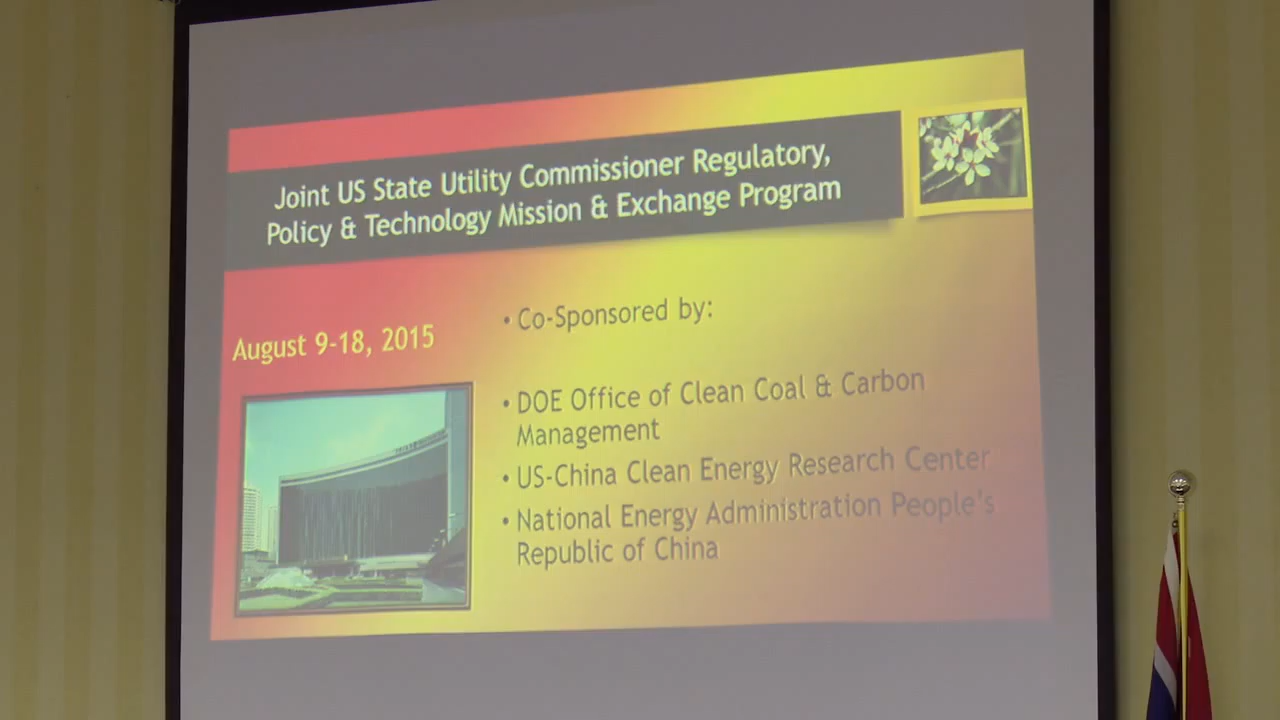 Joint US State Utility Commissioner Regulatory,
Policy & Technology Mission & Exchange Program
August 9-18, 2015
• Co-Sponsored by:
• DOE Office of Clean Coal & Carbon
Management
• US-China Clean Energy Research Center
• National Energy Administration People's
Republic of China